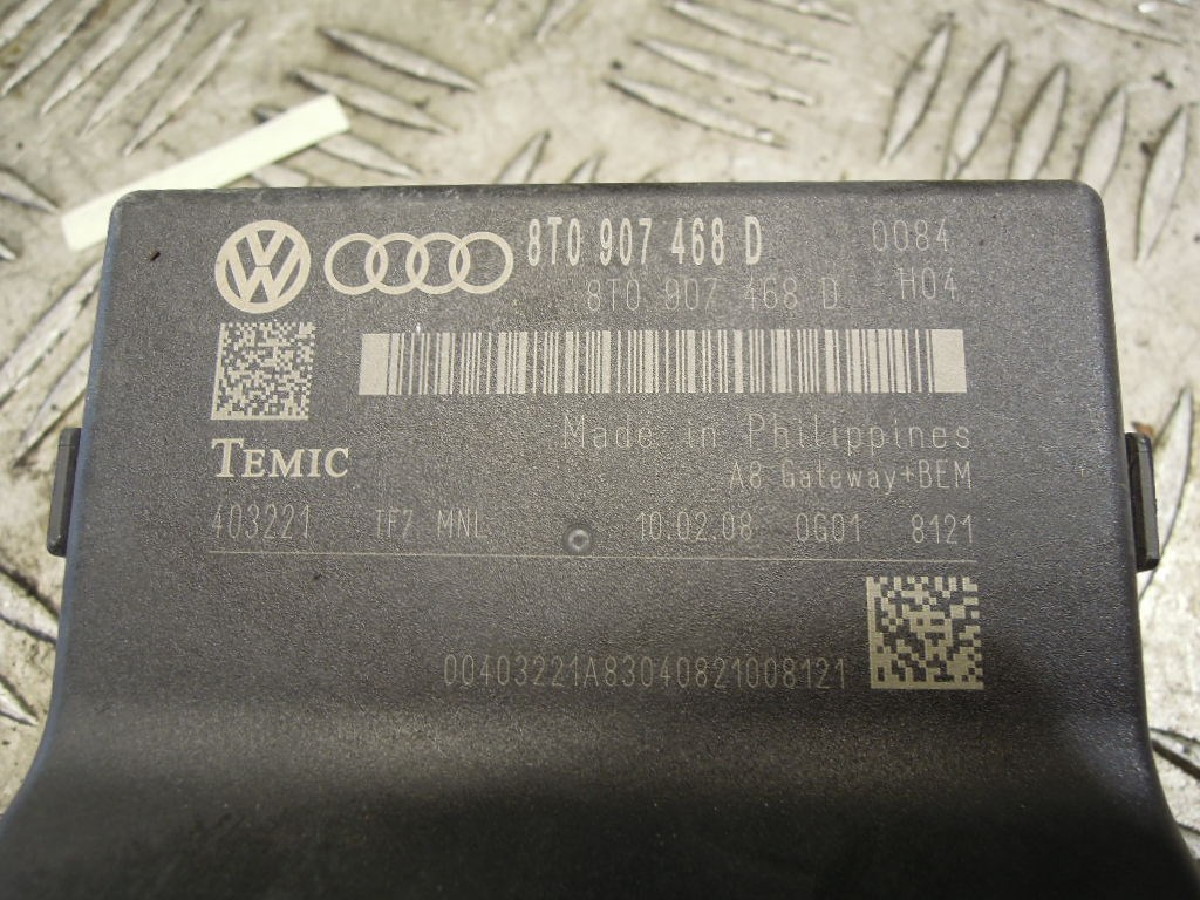 8T0 907 468 D 0084
8T0 907 468 D H04
Made in Philippines
TEMIC
A8 Gateway+BEM
403221 TF2 MNL 10.02.08 0G01 8121
00403221A83040821008121